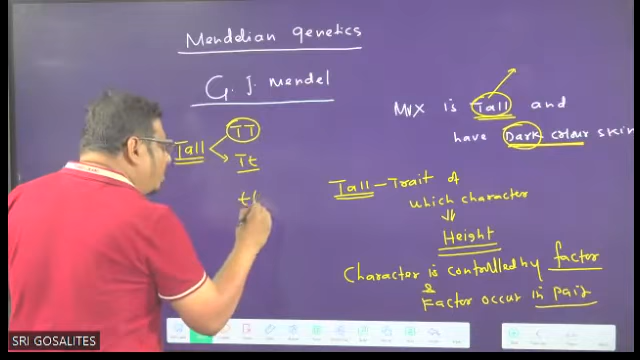 Mendelian genetics
G. J. Mendel
TT
Tall
Tt
tt
Mr X is Tall and
have Dark colour skin
Tall - Trait of
which character
⇓
Height
Character is controlled by factor
&
Factor occur in pair
SRI GOSALITES